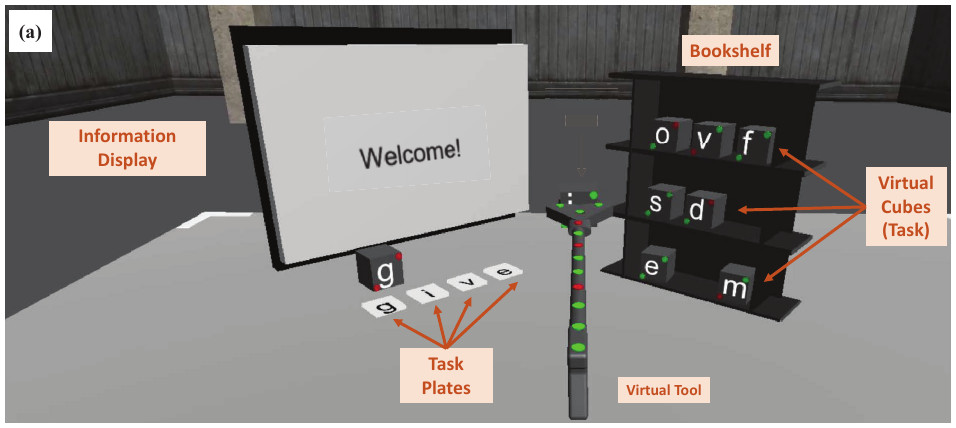 (a)
Bookshelf
Information
Display
Welcome!
o v f
s d
e m
Virtual
Cubes
(Task)
g
g i v e
Task
Plates
Virtual Tool